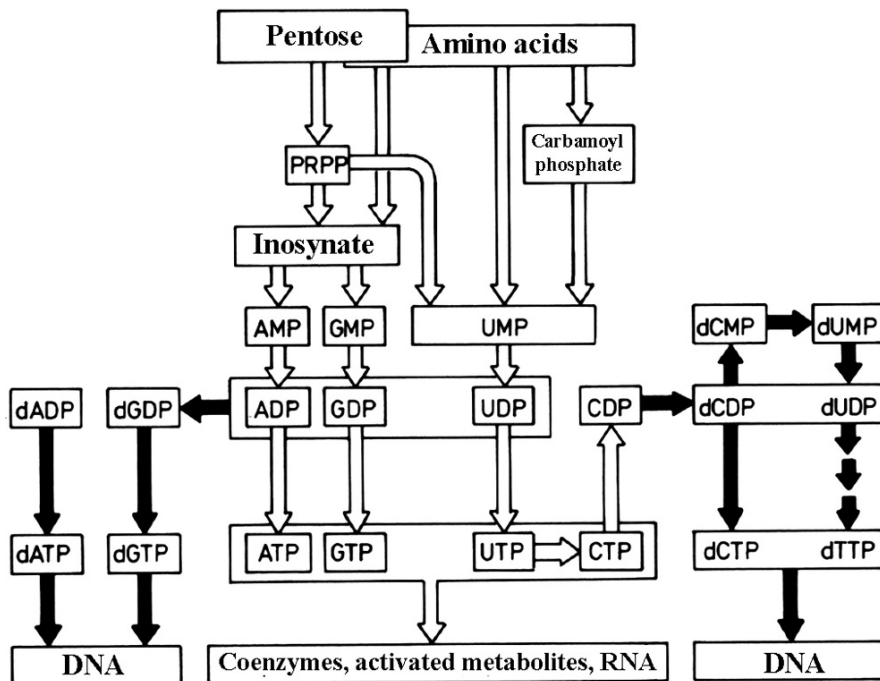 Pentose
Amino acids
PRPP
Carbamoyl
phosphate
Inosynate
AMP
GMP
UMP
dCMP
dUMP
dADP
dGDP
ADP
GDP
UDP
CDP
dCDP
dUDP
dATP
dGTP
ATP
GTP
UTP
CTP
dCTP
dTTP
DNA
Coenzymes, activated metabolites, RNA
DNA